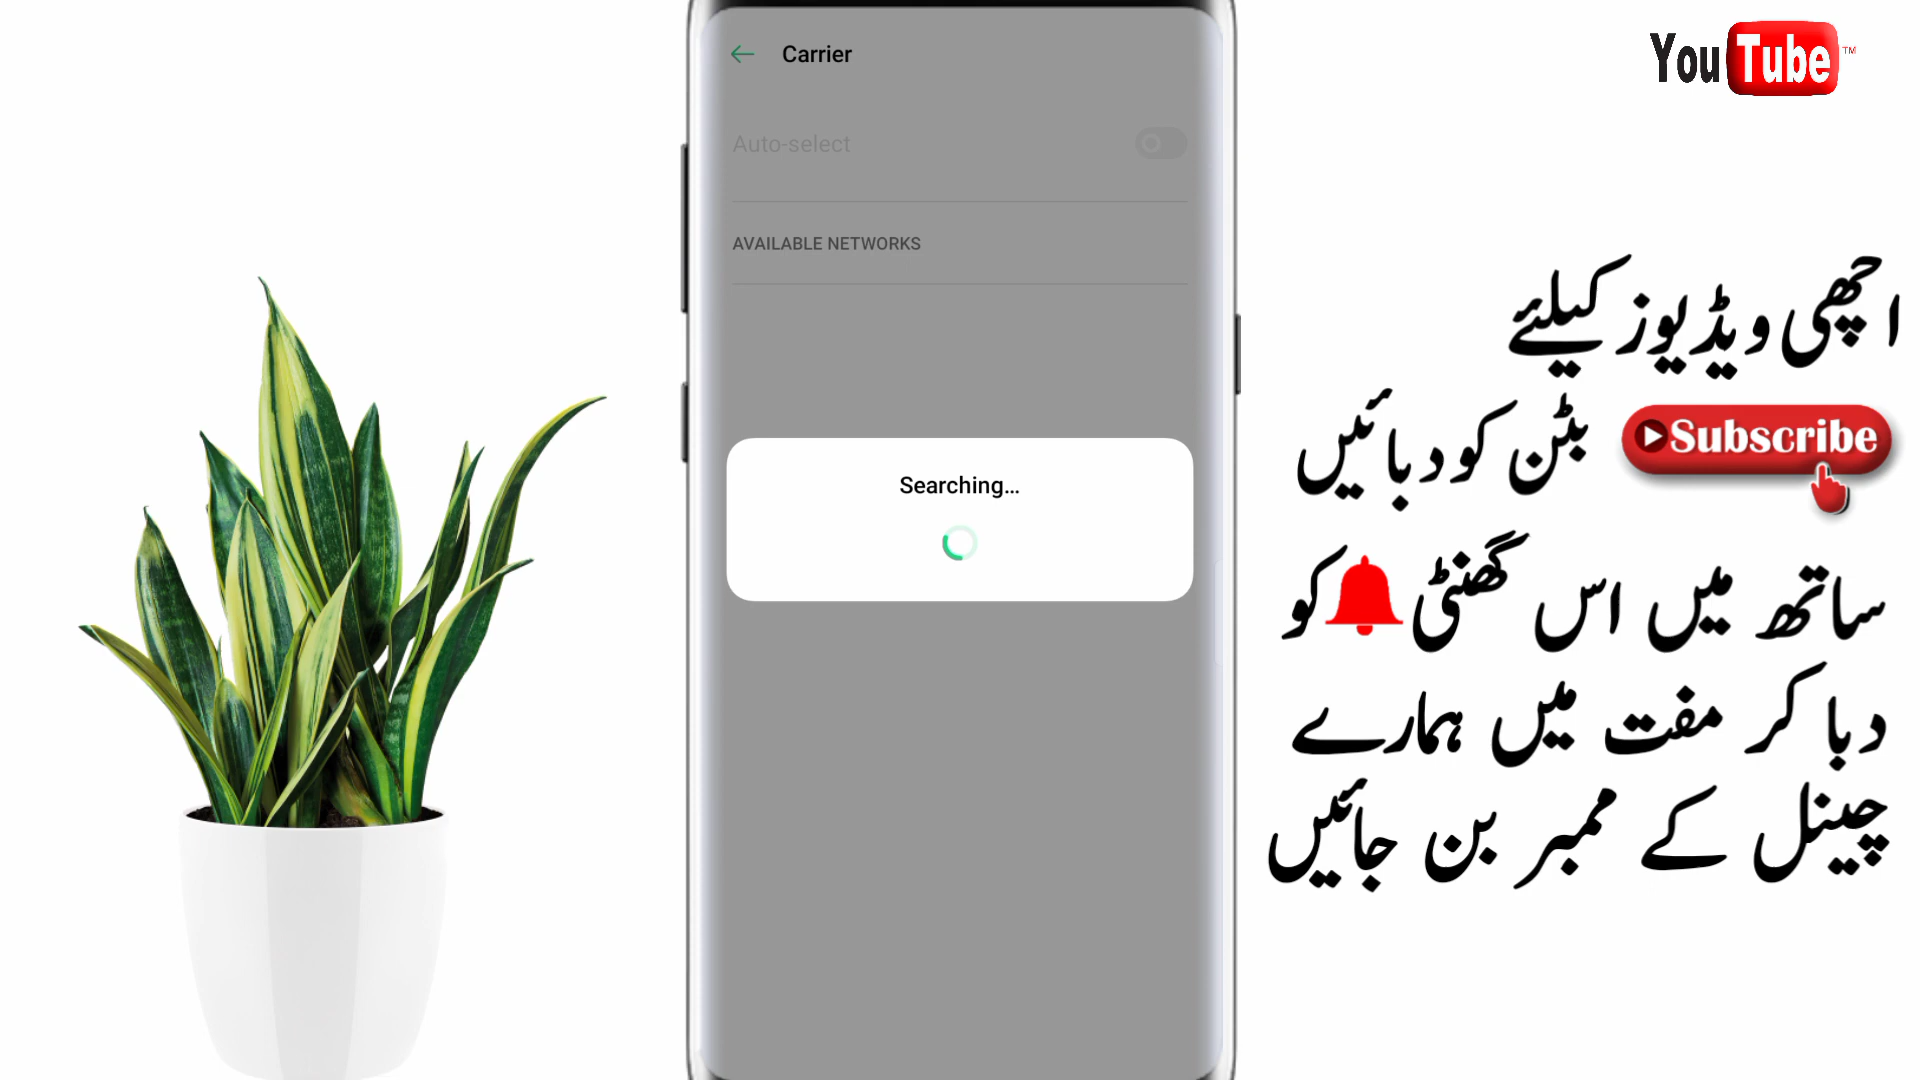 Carrier
Auto-select
AVAILABLE NETWORKS
Searching...
YouTube™
اچھی ویڈیوز کیلئے
Subscribe بٹن کو دبائیں
ساتھ میں اس گھنٹی کو
دبا کر مفت میں ہمارے
چینل کے ممبر بن جائیں